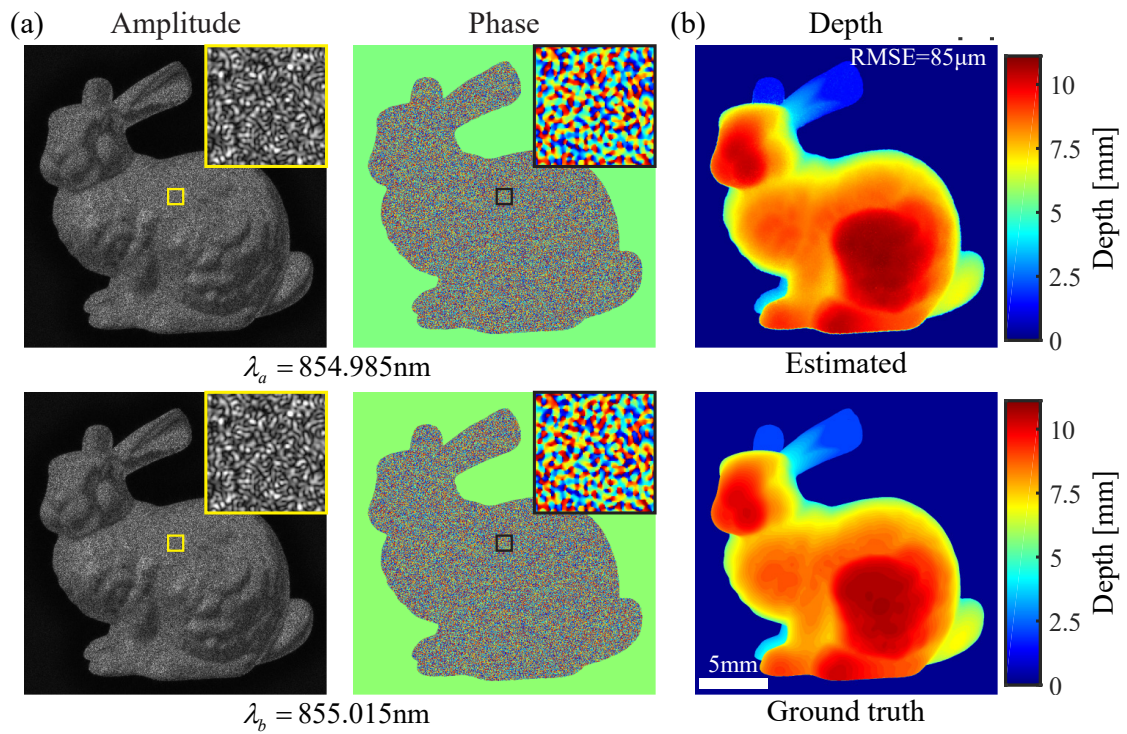 (a) Amplitude Phase (b) Depth
RMSE=85μm
10
7.5
5
2.5
0
Depth [mm]
λa = 854.985nm
Estimated
10
7.5
5
2.5
0
Depth [mm]
5mm
λb = 855.015nm
Ground truth